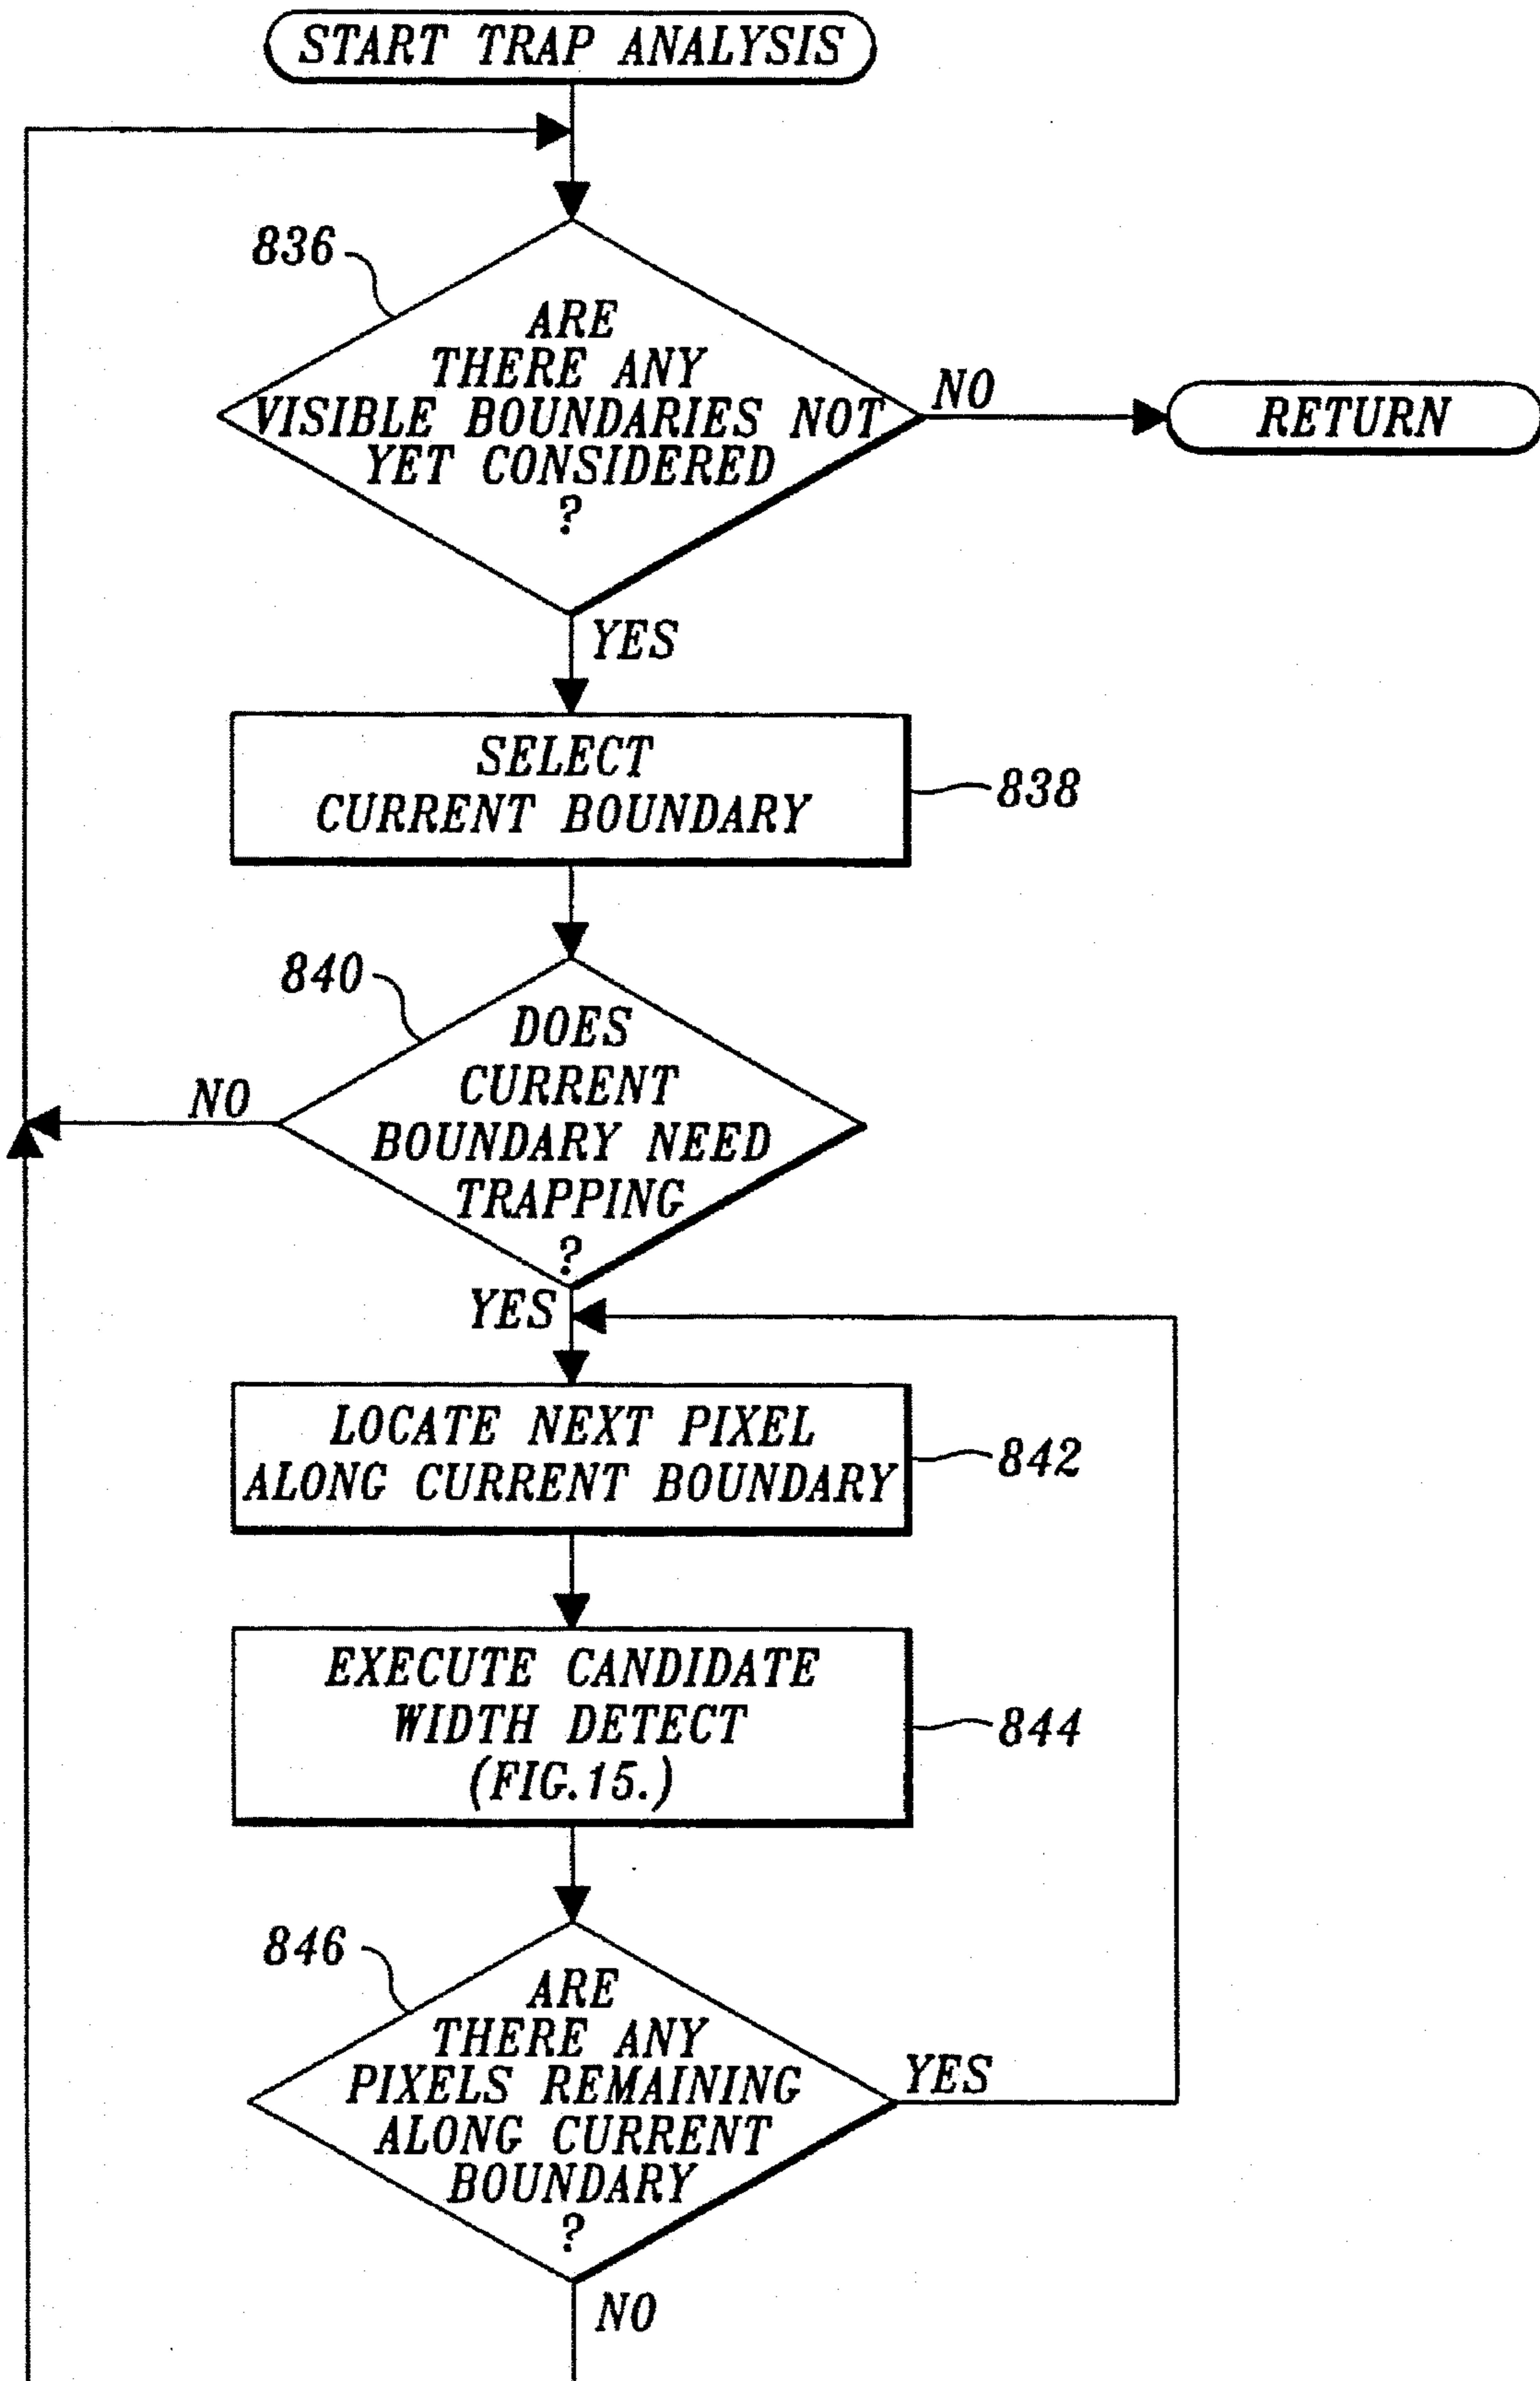 START TRAP ANALYSIS
836
ARE
THERE ANY
VISIBLE BOUNDARIES NOT
YET CONSIDERED
?
NO
RETURN
YES
SELECT
CURRENT BOUNDARY
838
840
DOES
CURRENT
BOUNDARY NEED
TRAPPING
?
NO
YES
LOCATE NEXT PIXEL
ALONG CURRENT BOUNDARY
842
EXECUTE CANDIDATE
WIDTH DETECT
(FIG.15.)
844
846
ARE
THERE ANY
PIXELS REMAINING
ALONG CURRENT
BOUNDARY
?
YES
NO